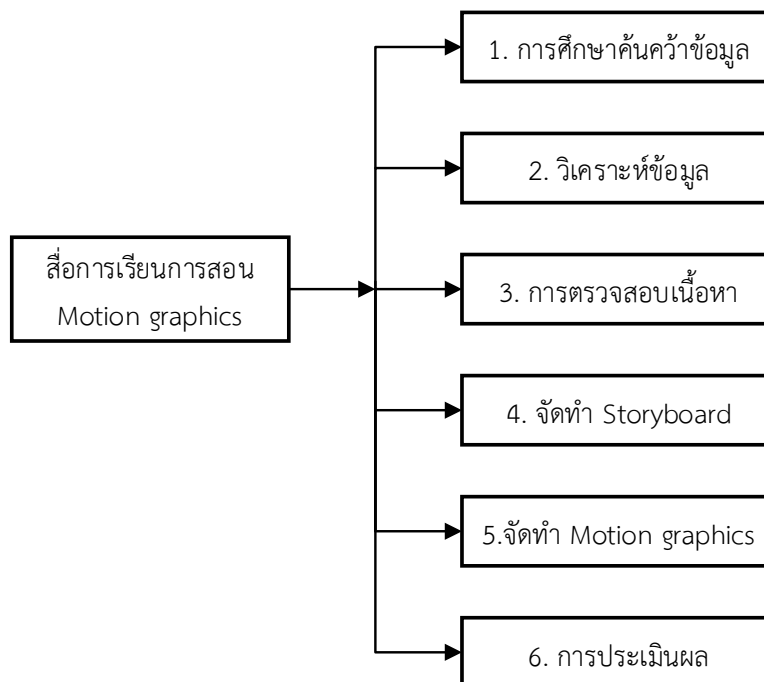 สื่อการเรียนการสอน
Motion graphics
1. การศึกษาค้นคว้าข้อมูล
2. วิเคราะห์ข้อมูล
3. การตรวจสอบเนื้อหา
4. จัดทำ Storyboard
5.จัดทำ Motion graphics
6. การประเมินผล